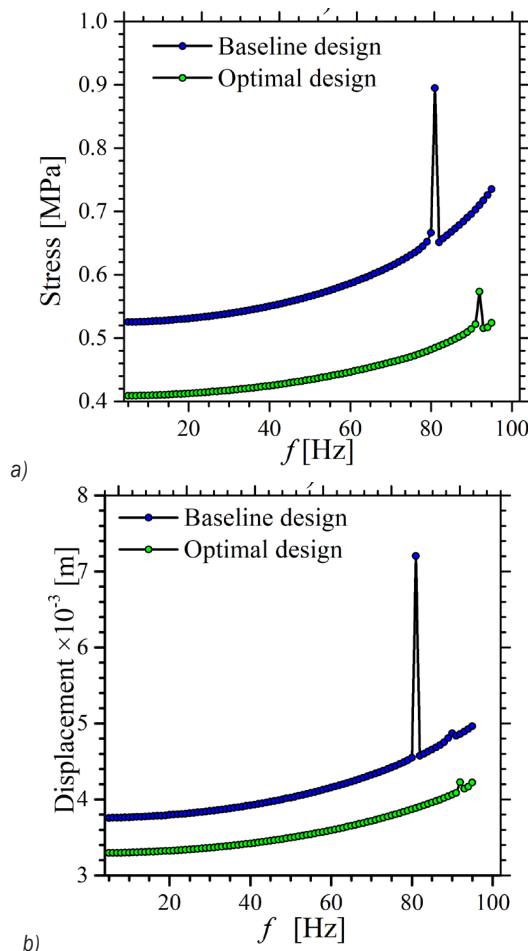 1.0
Baseline design
Optimal design
0.9
0.8
0.7
0.6
0.5
0.4
Stress [MPa]
20 40 60 80 100
f [Hz]
a)
8
Baseline design
Optimal design
7
6
5
4
3
Displacement ×10⁻³ [m]
20 40 60 80 100
f [Hz]
b)